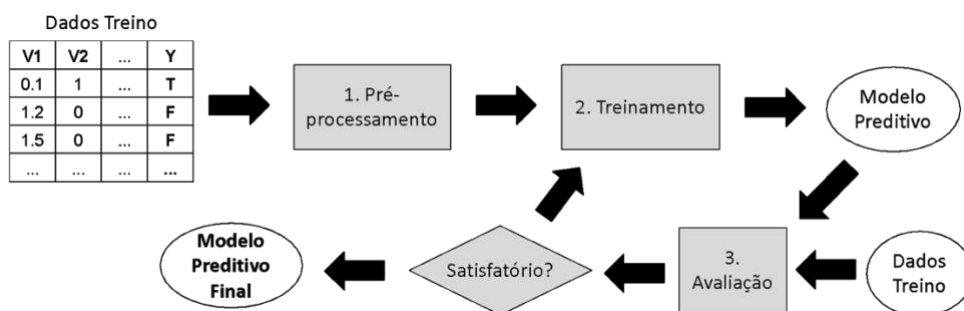 Dados Treino
V1 V2 ... Y
0.1 1 ... T
1.2 0 ... F
1.5 0 ... F
... ... ... ...
1. Pré-
processamento
2. Treinamento
Modelo
Preditivo
Modelo
Preditivo
Final
Satisfatório?
3.
Avaliação
Dados
Treino